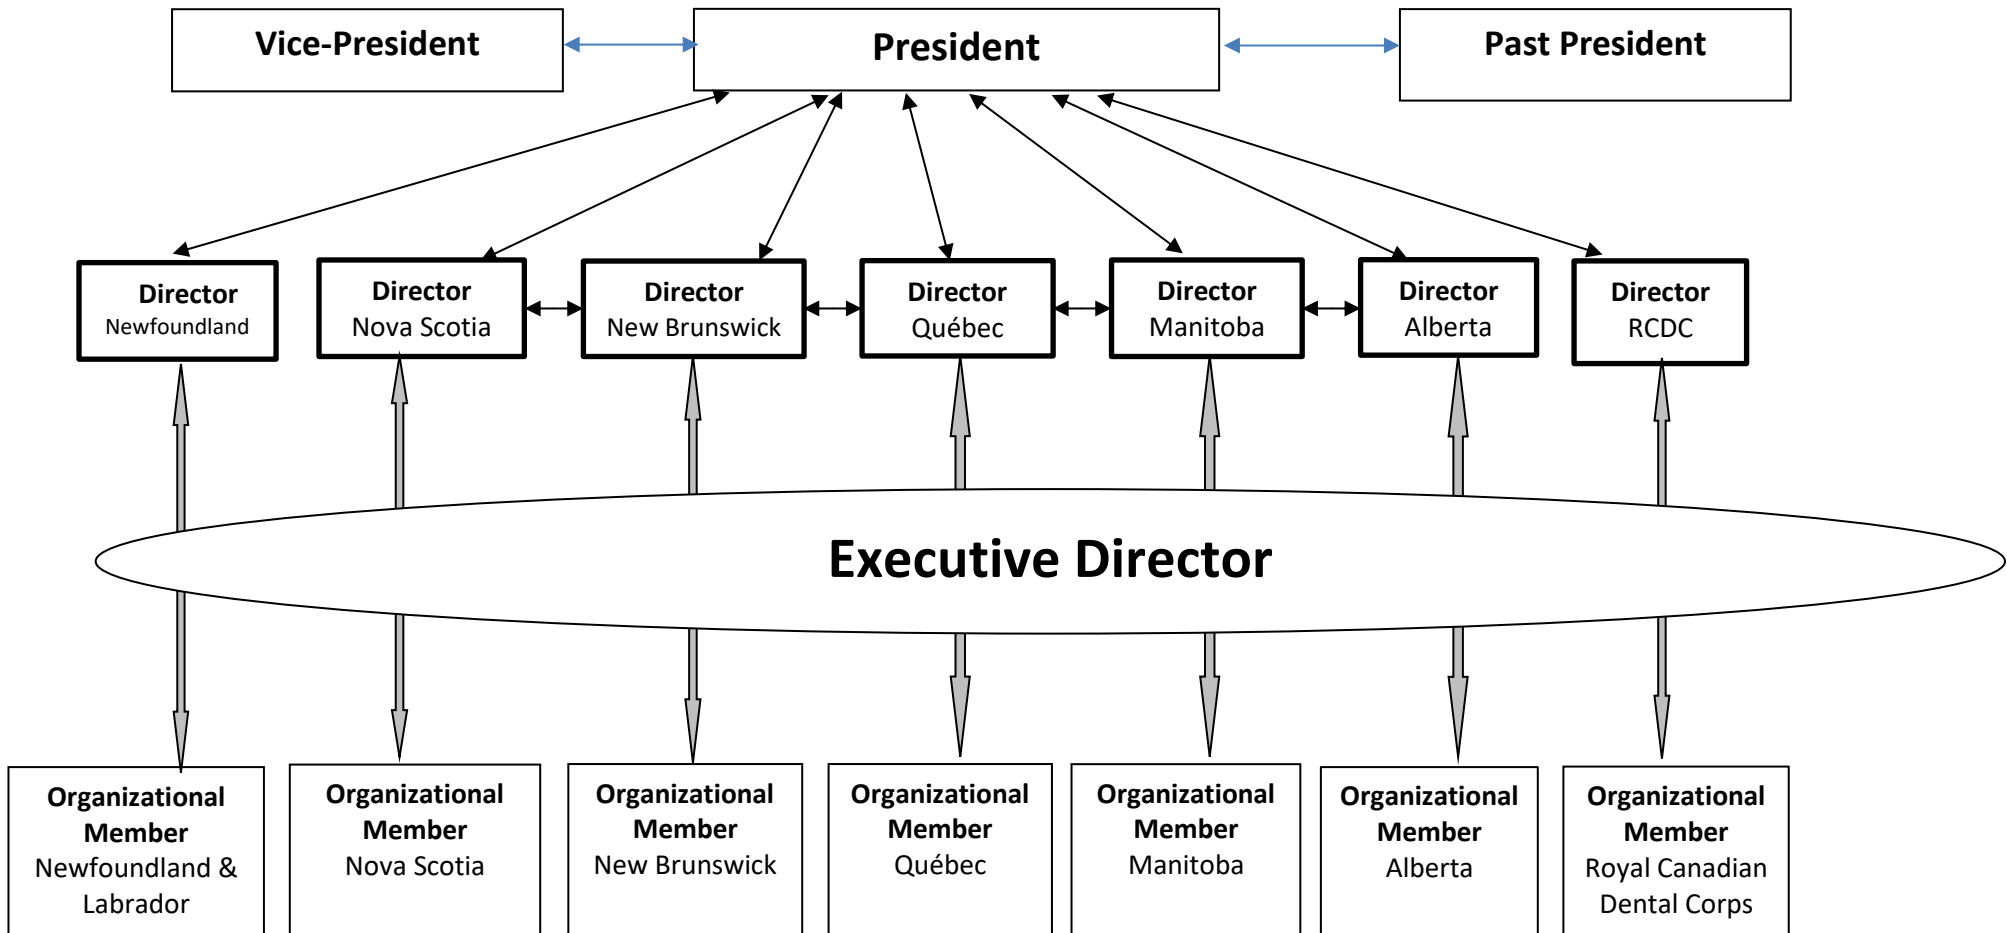 Vice-President
President
Past President
Director
Newfoundland
Director
Nova Scotia
Director
New Brunswick
Director
Québec
Director
Manitoba
Director
Alberta
Director
RCDC
Executive Director
Organizational
Member
Newfoundland &
Labrador
Organizational
Member
Nova Scotia
Organizational
Member
New Brunswick
Organizational
Member
Québec
Organizational
Member
Manitoba
Organizational
Member
Alberta
Organizational
Member
Royal Canadian
Dental Corps